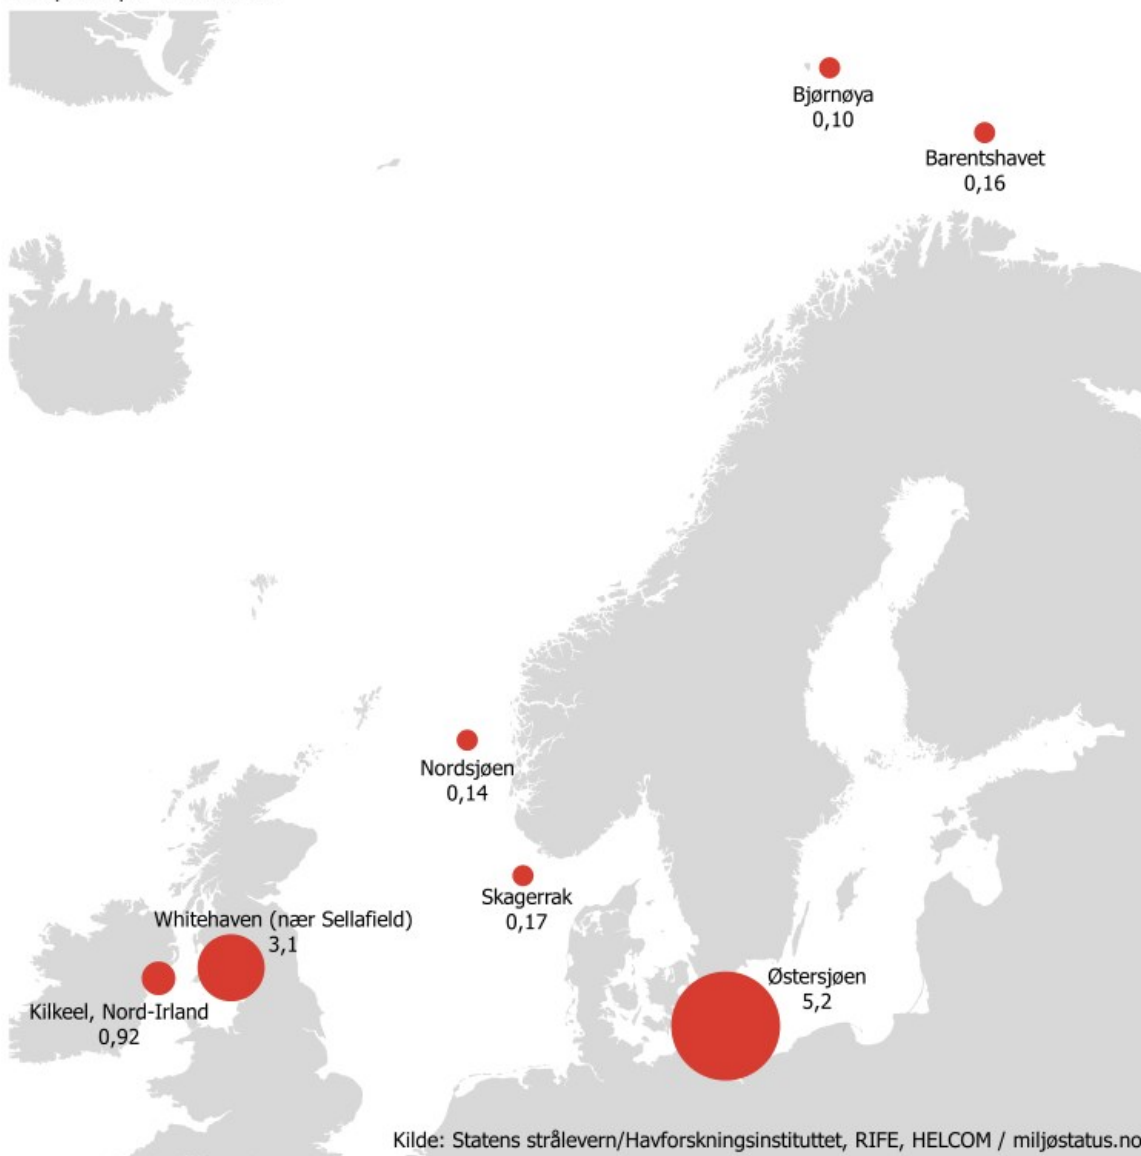 Bjørnøya
0,10
Barentshavet
0,16
Nordsjøen
0,14
Skagerrak
0,17
Whitehaven (nær Sellafield)
3,1
Kilkeel, Nord-Irland
0,92
Østersjøen
5,2
Kilde: Statens strålevern/Havforskningsinstituttet, RIFE, HELCOM / miljøstatus.no